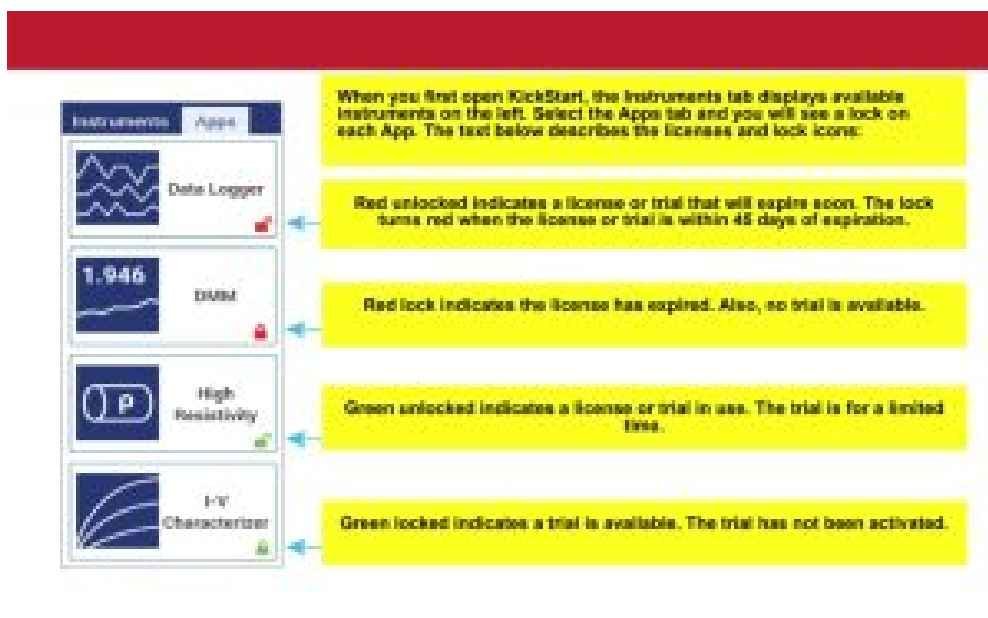 When you first open KickStart, the Instruments tab displays available
instruments on the left. Select the Apps tab and you will see a lock on
each App. The text below describes the licenses and lock icons:
Instruments
Apps
Data Logger
Red unlocked indicates a license or trial that will expire soon. The lock
turns red when the license or trial is within 45 days of expiration.
1.946
DMM
Red lock indicates the license has expired. Also, no trial is available.
P
High
Resistivity
Green unlocked indicates a license or trial in use. The trial is for a limited
time.
I-V
Characterizer
Green locked indicates a trial is available. The trial has not been activated.